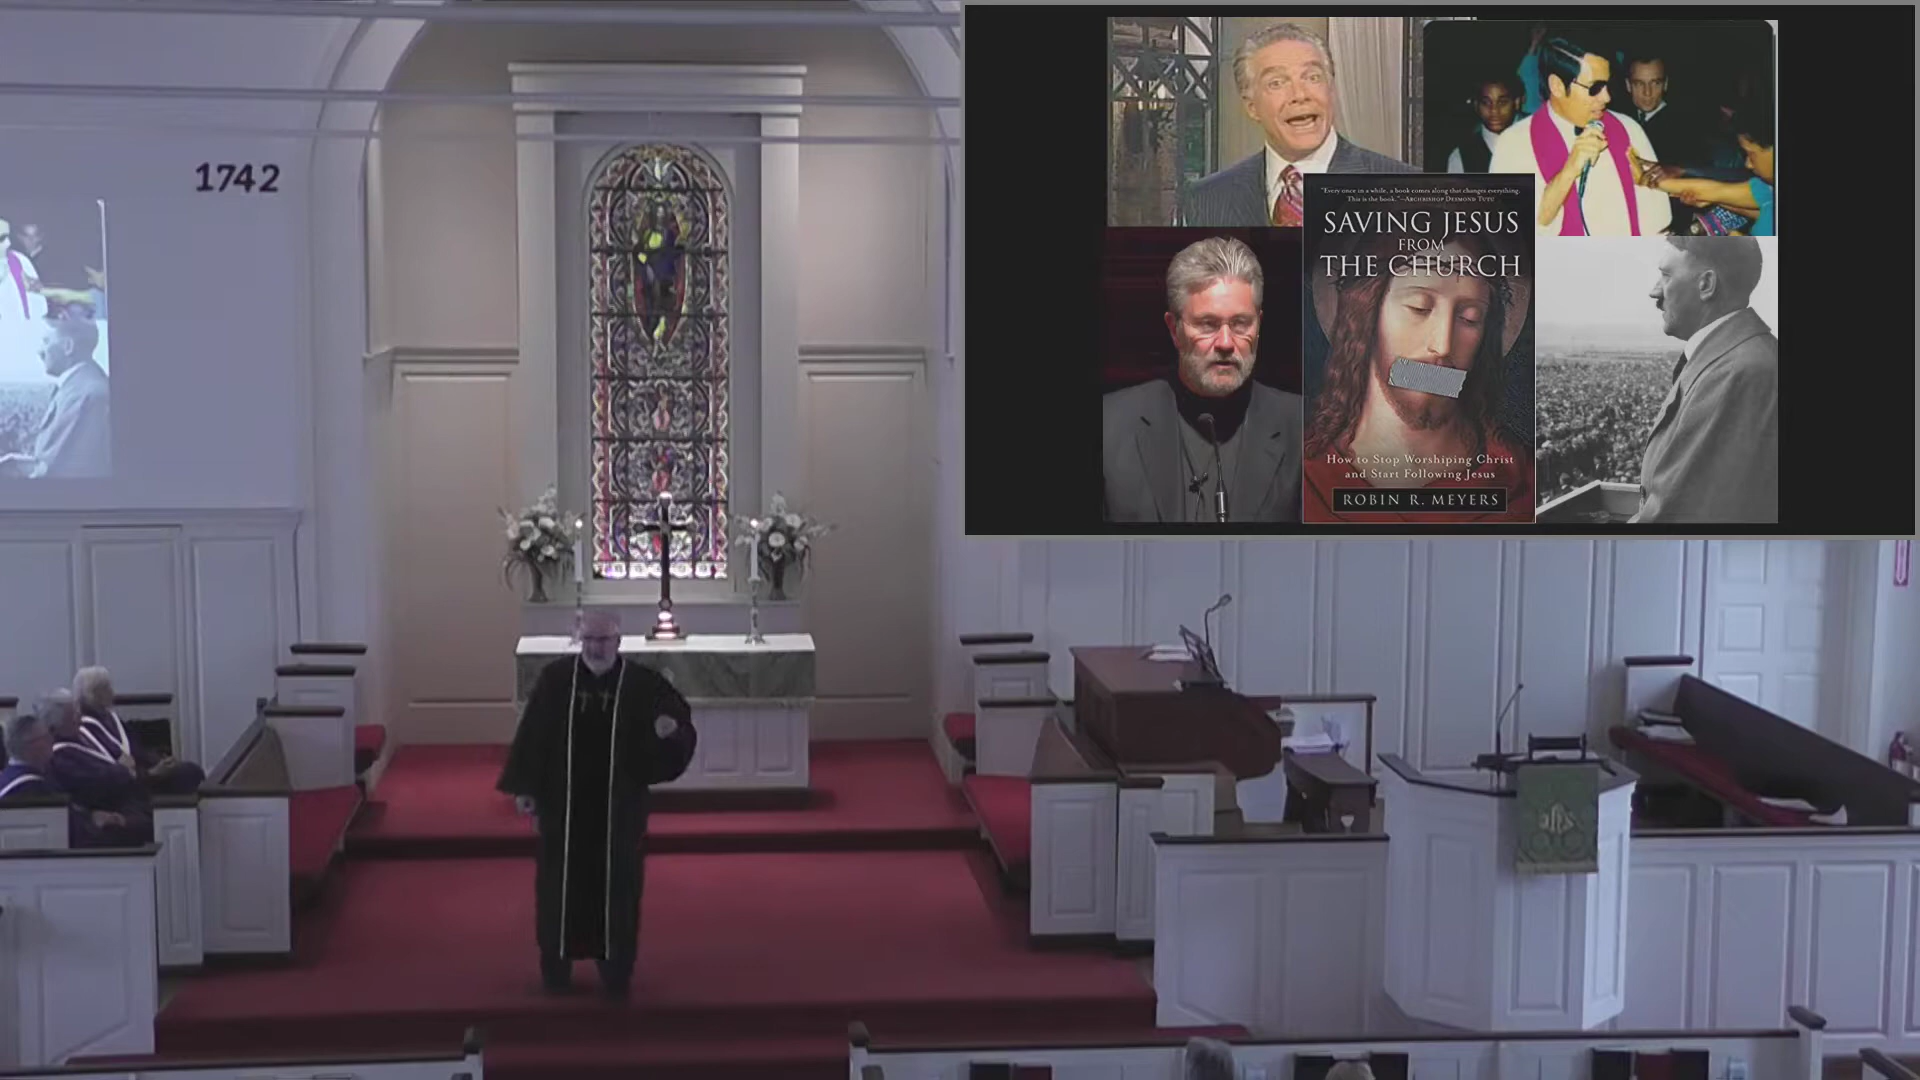 1742
"Every once in a while, a book comes along that changes everything.
This is the book."—ARCHBISHOP DESMOND TUTU
SAVING JESUS
FROM
THE CHURCH
How to Stop Worshiping Christ
and Start Following Jesus
ROBIN R. MEYERS